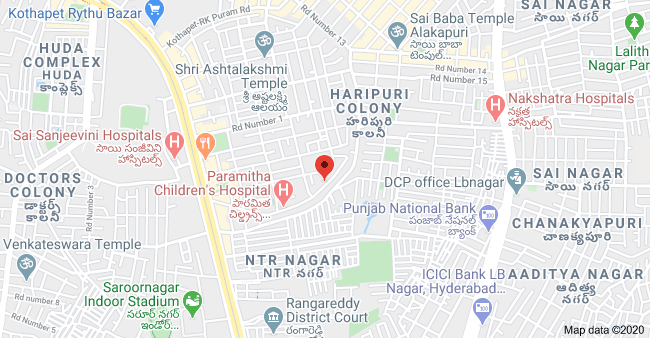 Kothapet Rythu Bazar
Kothapet-RK Puram Rd
Rd Number 13
Sai Baba Temple
Alakapuri
సాయి బాబా
టెంపుల్...
SAI NAGAR
సాయి నగర్
HUDA
COMPLEX
HUDA
కాంప్లెక్స్
Shri Ashtalakshmi
Temple
శ్రీ అష్టలక్ష్మి
ఆలయం
Rd Number 14
Rd Number 15
Lalith
Nagar Par
HARIPURI
COLONY
హరిపురి
కాలనీ
Nakshatra Hospitals
నక్షత్ర
హాస్పిటల్స్
Rd Number 1
Sai Sanjeevini Hospitals
సాయి సంజీవిని
హాస్పిటల్స్
Paramitha
Children's Hospital
పారమిత
చిల్డ్రన్స్...
DOCTORS
COLONY
డాక్టర్స్
కాలనీ
Rd Number 3
DCP office Lbnagar
SAI NAGAR
సాయి నగర్
Punjab National Bank
పంజాబ్ నేషనల్
బ్యాంక్
CHANAKYAPURI
చాణక్యపురి
Venkateswara Temple
NTR NAGAR
NTR నగర్
ICICI Bank LB
Nagar, Hyderabad...
AADITYA NAGAR
ఆదిత్య
నగర్
Saroornagar
Indoor Stadium
సరూర్ నగర్
ఇండోర్...
Rd Number 8
Rd Number 5
Rangareddy
District Court
రంగారెడ్డి
Map data ©2020